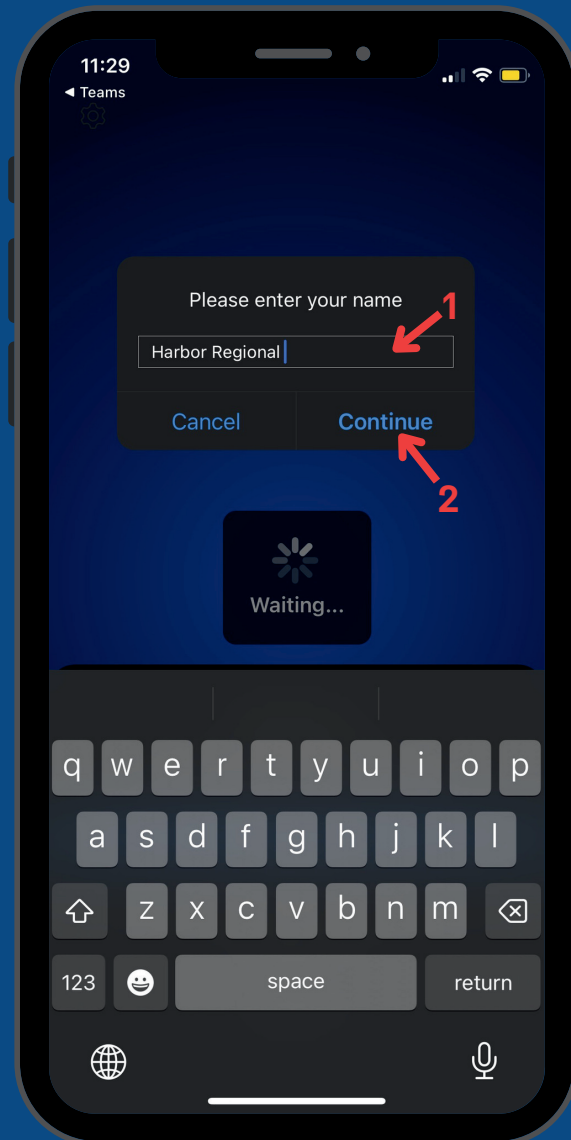 11:29
◄ Teams
Please enter your name
1
Harbor Regional
Cancel
Continue
2
Waiting...
q w e r t y u i o p
a s d f g h j k l
z x c v b n m
123 space return